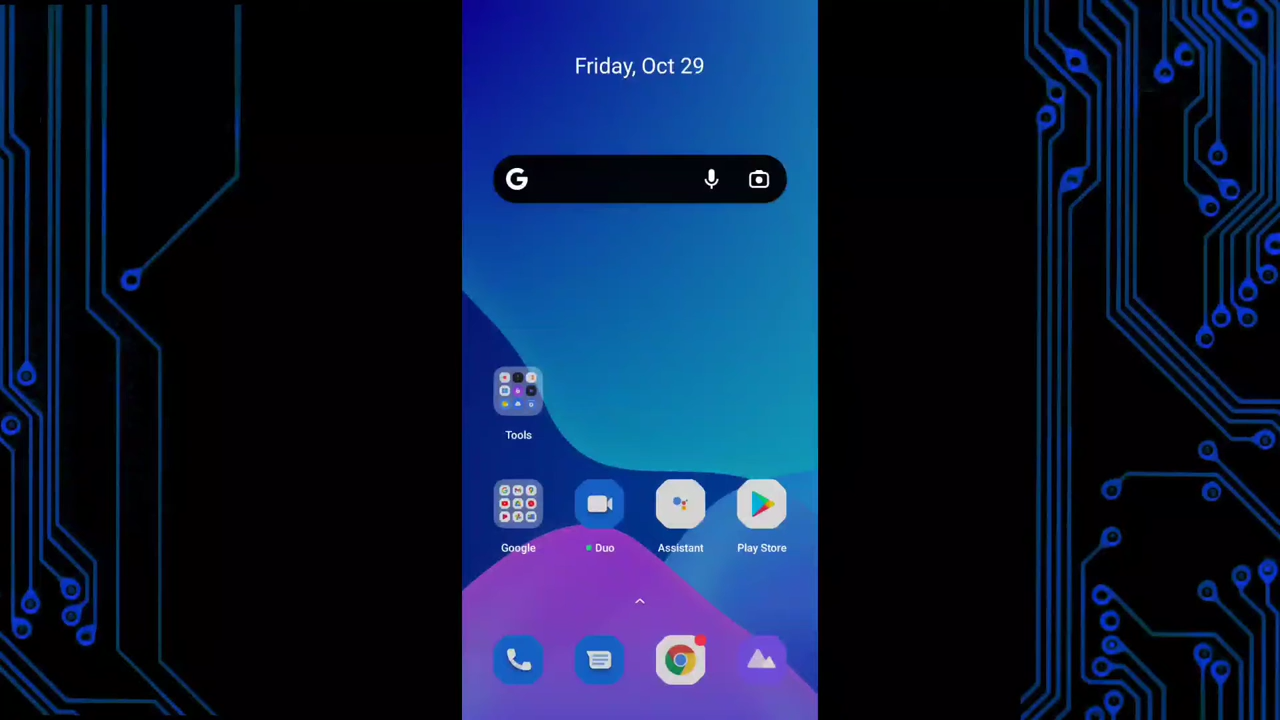 Friday, Oct 29
G
Tools
Google
Duo
Assistant
Play Store